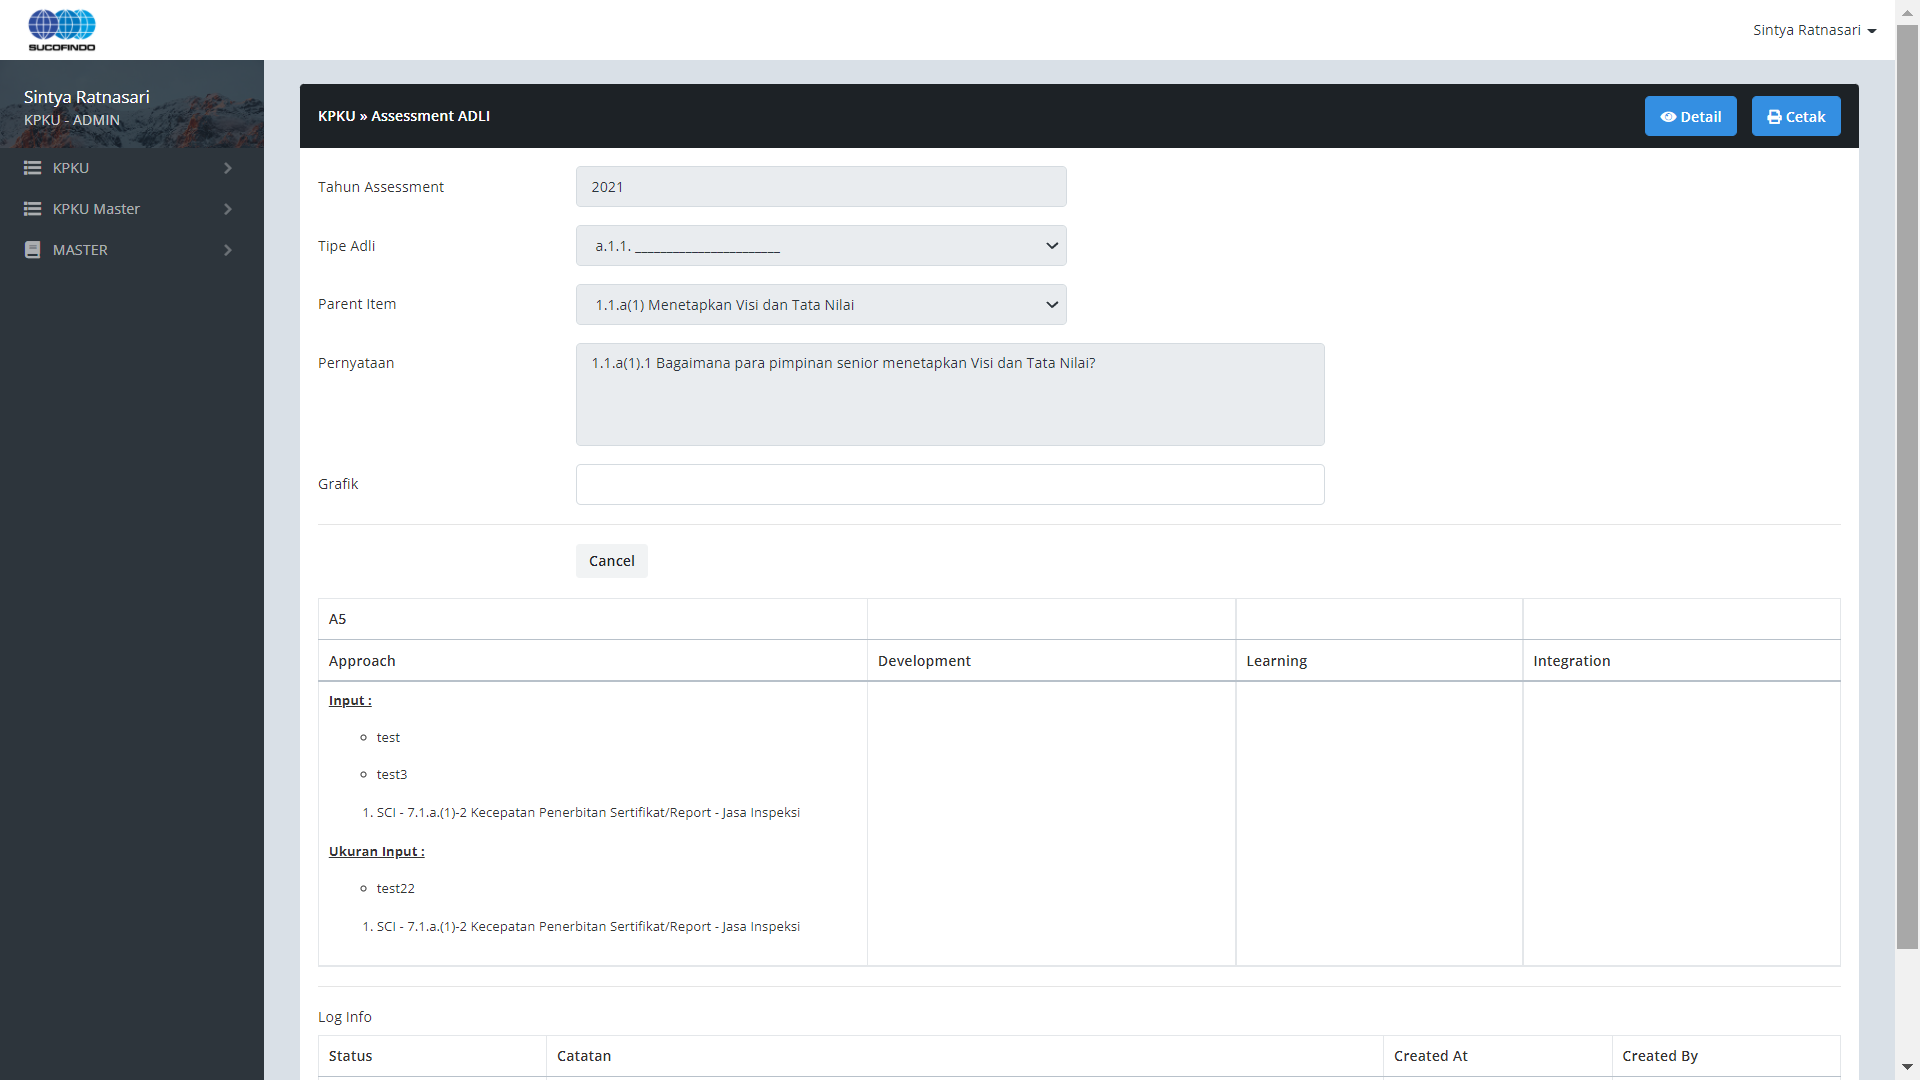 SUCOFINDO
Sintya Ratnasari
Sintya Ratnasari
KPKU - ADMIN
KPKU
KPKU Master
MASTER
KPKU » Assessment ADLI
Detail
Cetak
Tahun Assessment
2021
Tipe Adli
a.1.1. _______________________
Parent Item
1.1.a(1) Menetapkan Visi dan Tata Nilai
Pernyataan
1.1.a(1).1 Bagaimana para pimpinan senior menetapkan Visi dan Tata Nilai?
Grafik
Cancel
A5
Approach Development Learning Integration
Input :
test
test3
1. SCI - 7.1.a.(1)-2 Kecepatan Penerbitan Sertifikat/Report - Jasa Inspeksi
Ukuran Input :
test22
1. SCI - 7.1.a.(1)-2 Kecepatan Penerbitan Sertifikat/Report - Jasa Inspeksi
Log Info
Status Catatan Created At Created By